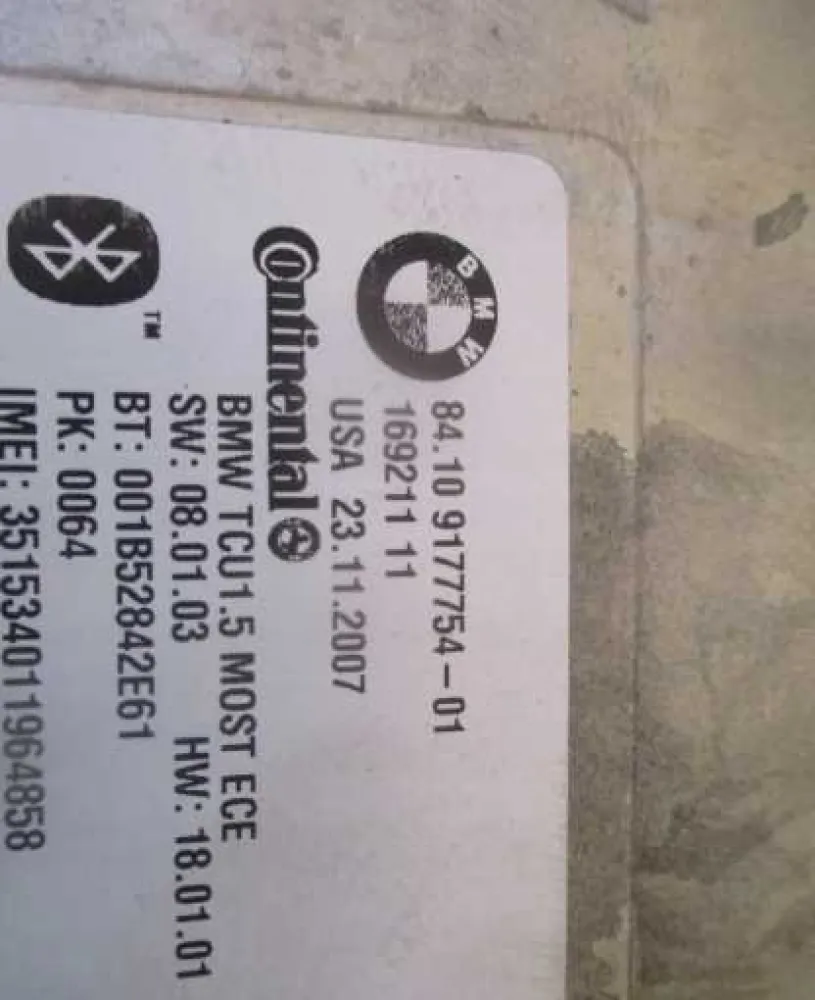 BMW
84.10 9177754-01
169211 11
USA 23.11.2007
Continental
BMW TCU1.5 MOST ECE
SW: 08.01.03 HW: 18.01.01
BT: 001B52842E61
PK: 0064
IMEI: 351534011964858
TM